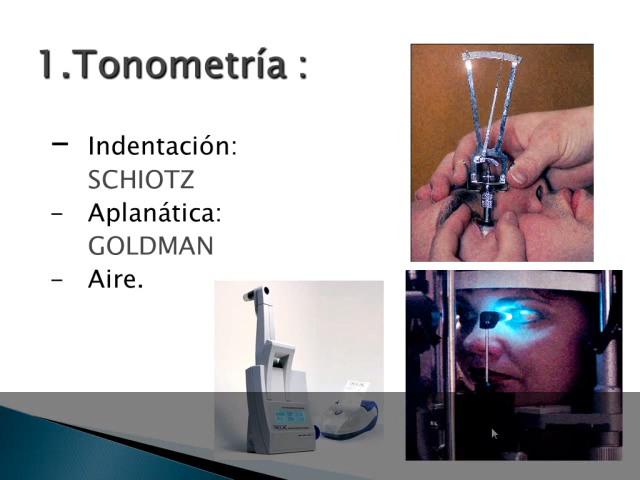 1.Tonometría :
– Indentación:
SCHIOTZ
– Aplanática:
GOLDMAN
– Aire.